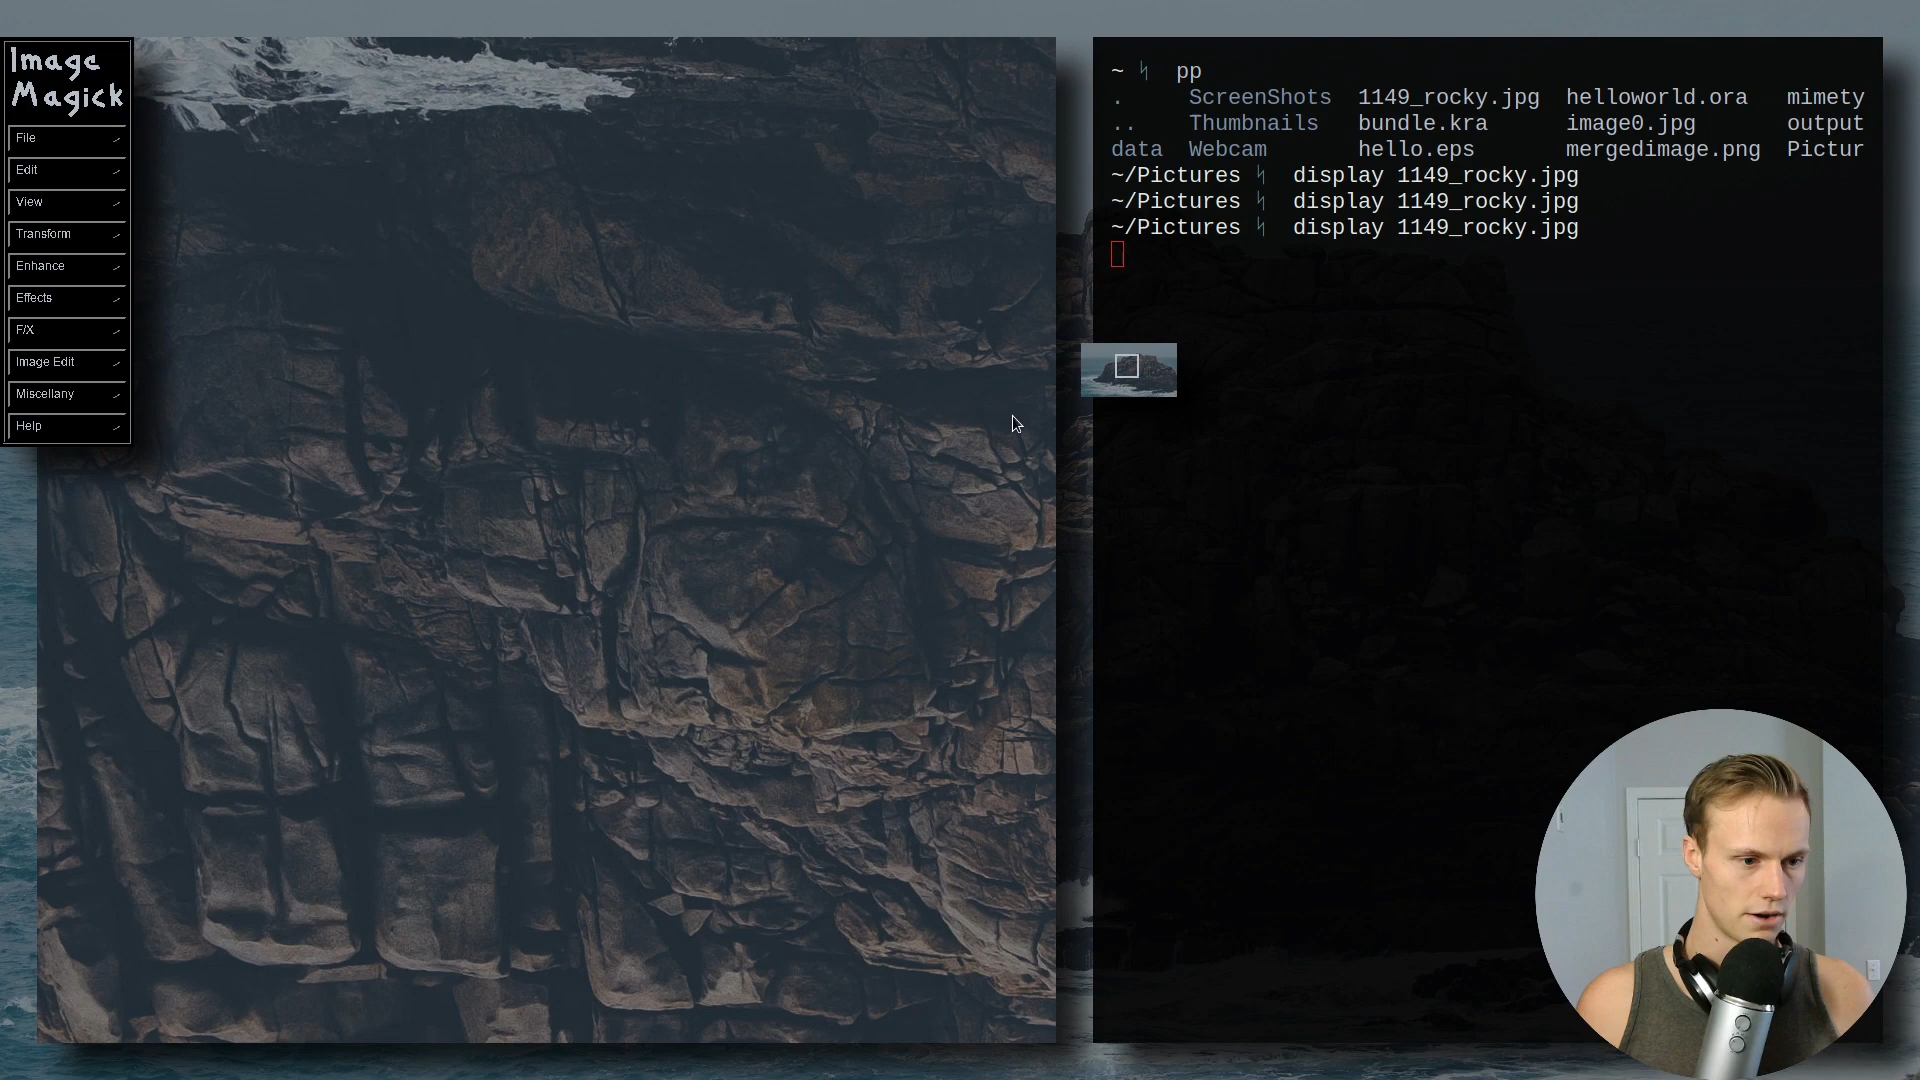 Image
Magick
File
Edit
View
Transform
Enhance
Effects
F/X
Image Edit
Miscellany
Help
~ ᛋ pp
. ScreenShots 1149_rocky.jpg helloworld.ora mimety
.. Thumbnails bundle.kra image0.jpg output
data Webcam hello.eps mergedimage.png Pictur
~/Pictures ᛋ display 1149_rocky.jpg
~/Pictures ᛋ display 1149_rocky.jpg
~/Pictures ᛋ display 1149_rocky.jpg